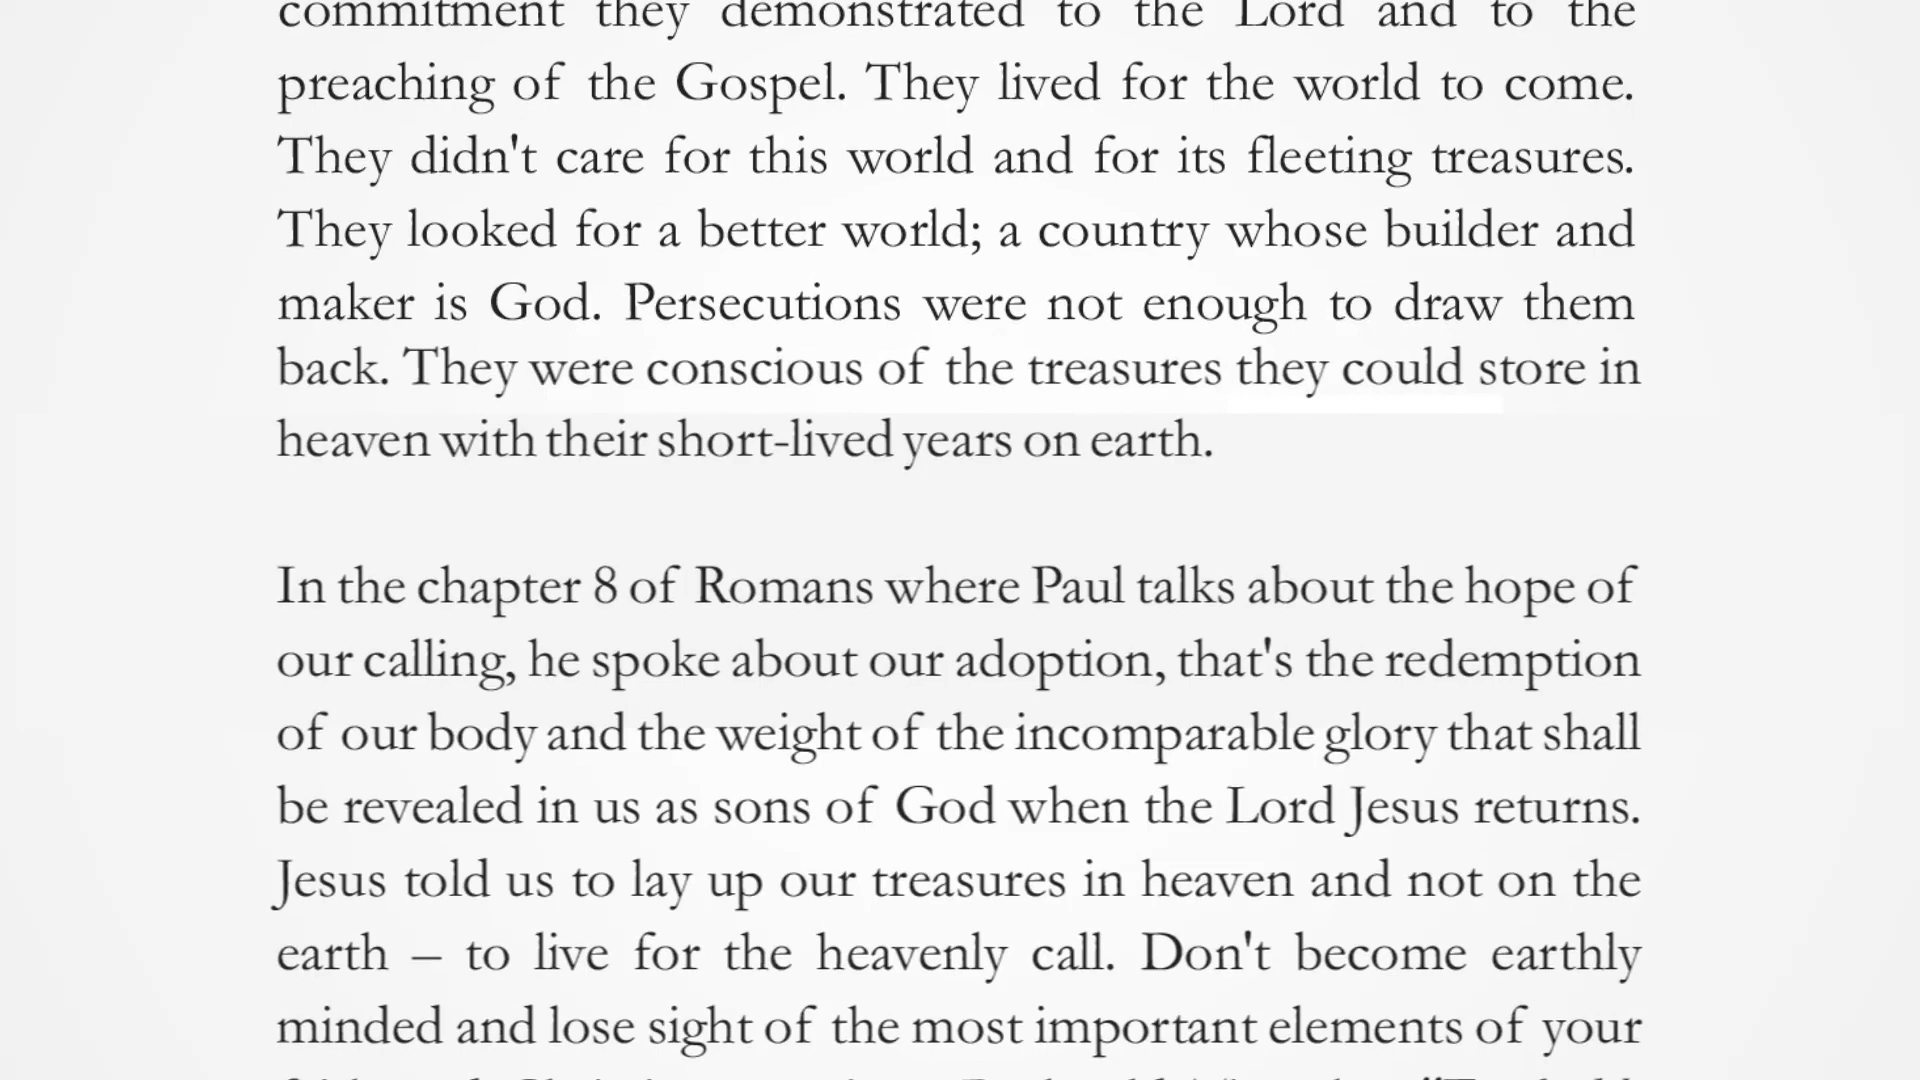 commitment they demonstrated to the Lord and to the
preaching of the Gospel. They lived for the world to come.
They didn't care for this world and for its fleeting treasures.
They looked for a better world; a country whose builder and
maker is God. Persecutions were not enough to draw them
back. They were conscious of the treasures they could store in
heaven with their short-lived years on earth.
In the chapter 8 of Romans where Paul talks about the hope of
our calling, he spoke about our adoption, that's the redemption
of our body and the weight of the incomparable glory that shall
be revealed in us as sons of God when the Lord Jesus returns.
Jesus told us to lay up our treasures in heaven and not on the
earth – to live for the heavenly call. Don't become earthly
minded and lose sight of the most important elements of your